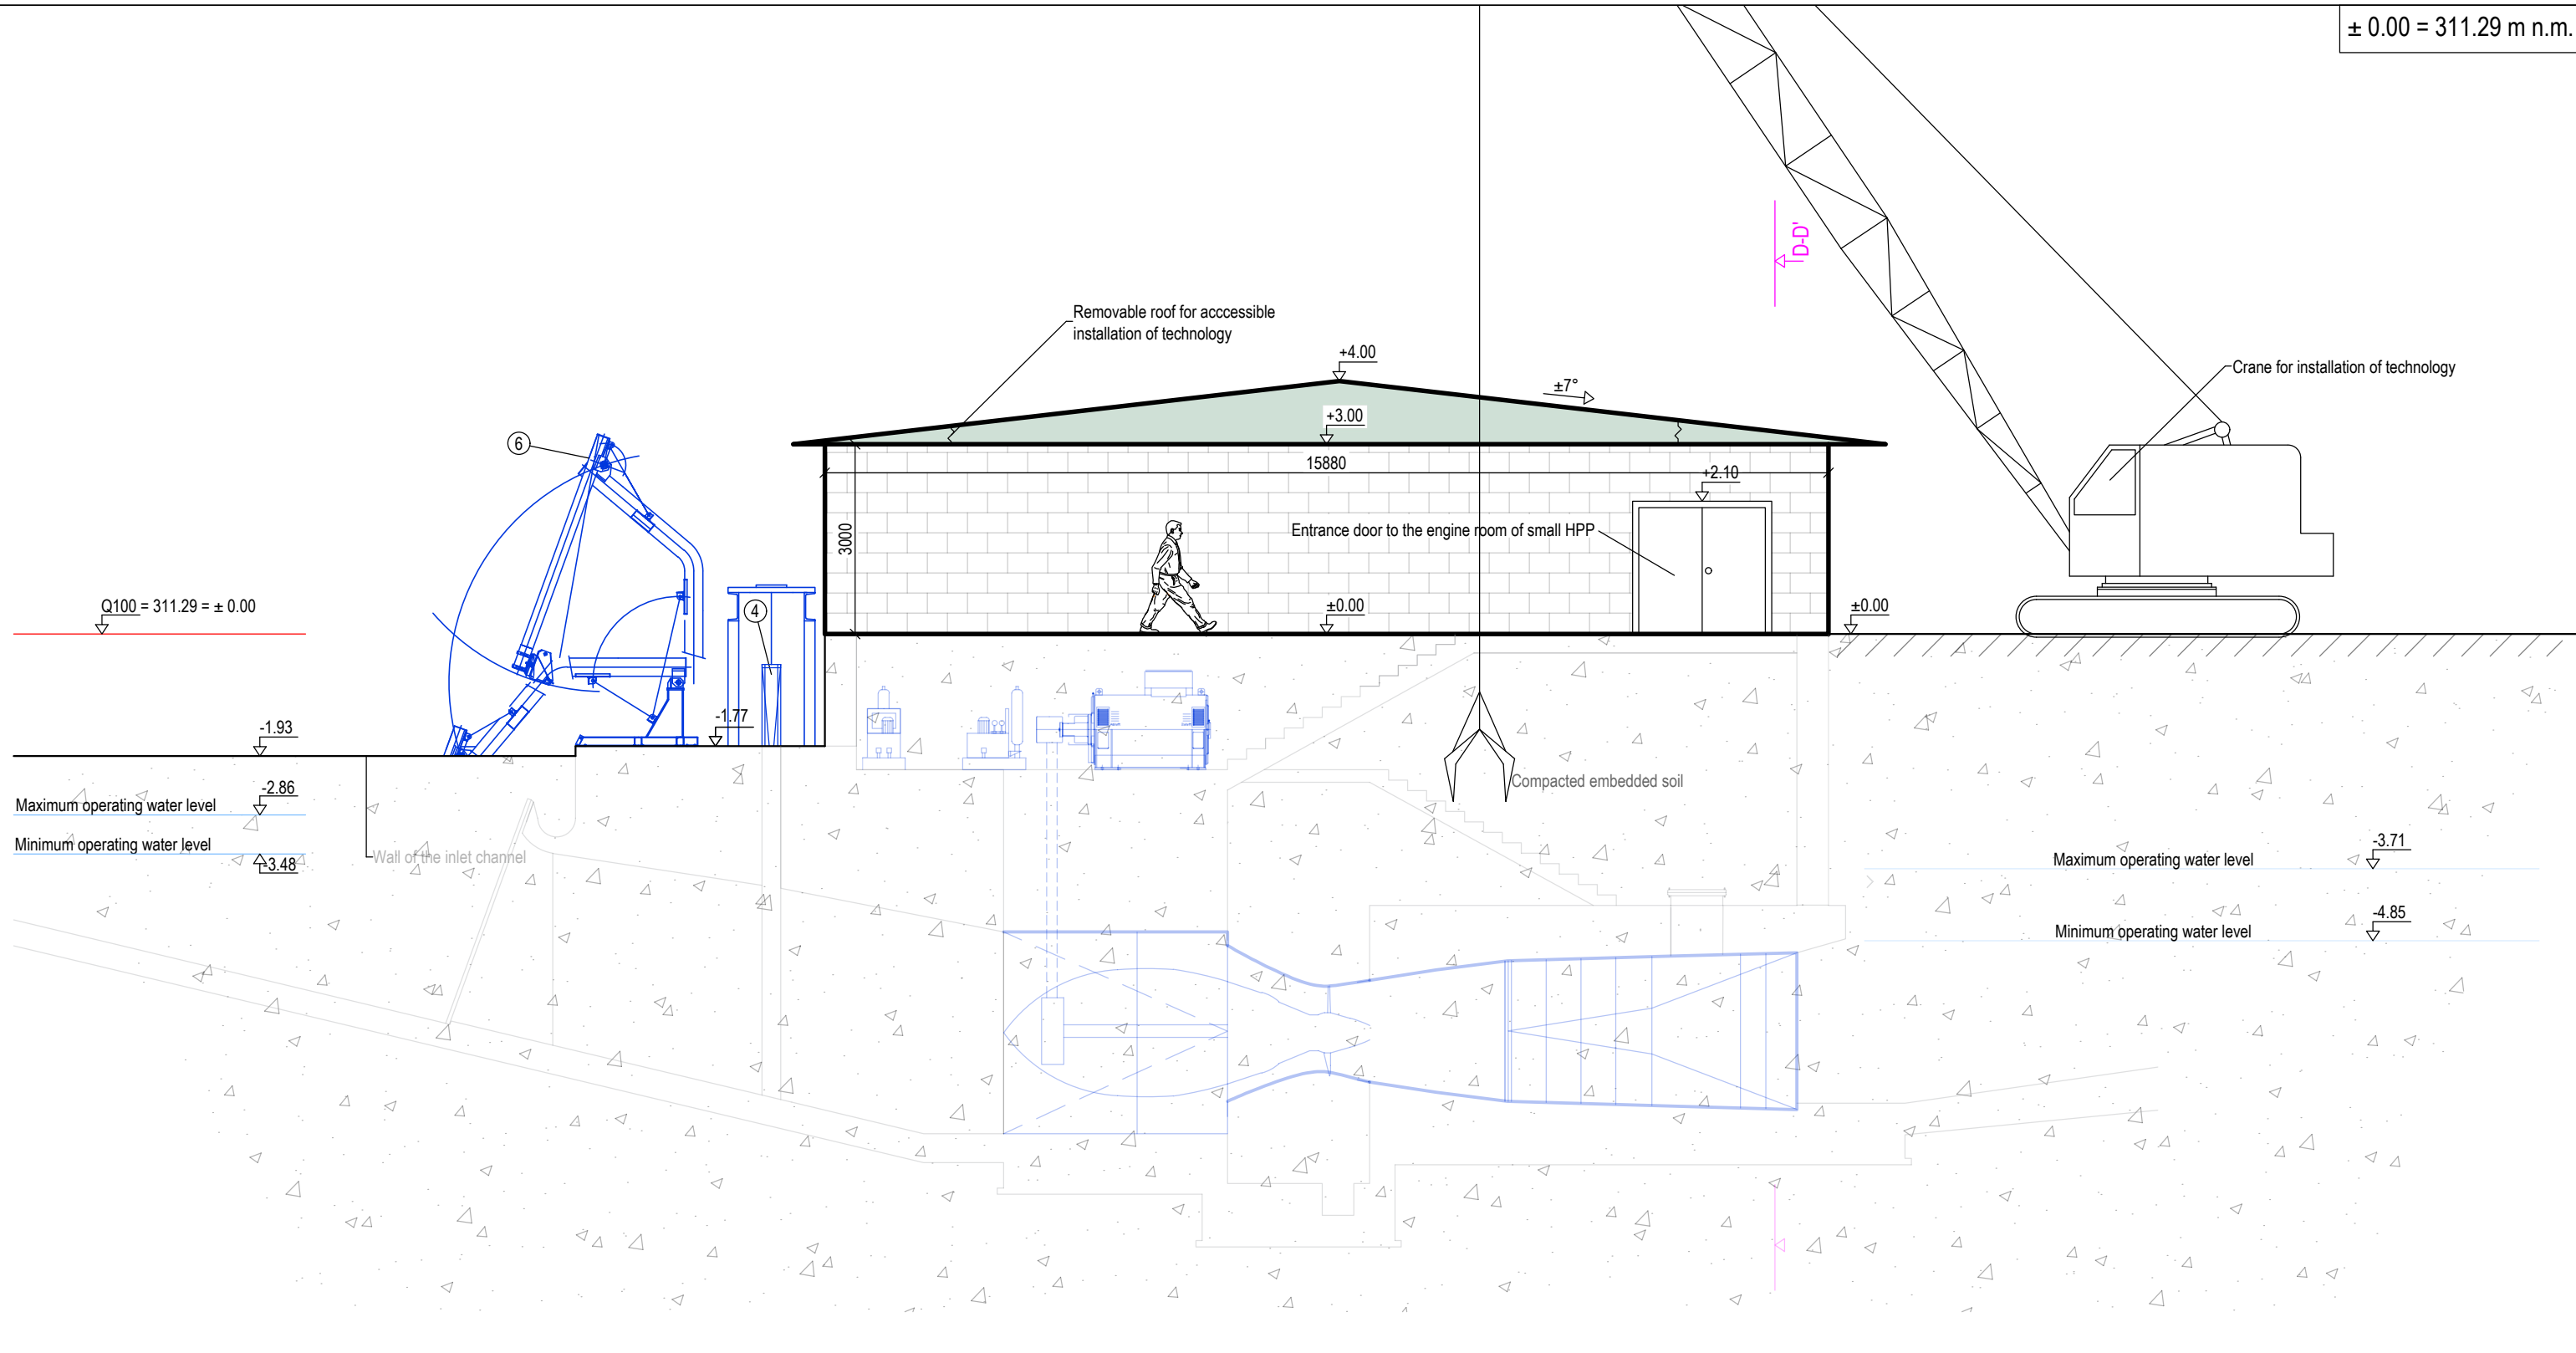 ± 0.00 = 311.29 m n.m.
D-D'
Removable roof for acccessible
installation of technology
+4.00
±7°
Crane for installation of technology
+3.00
6
15880
+2.10
3000
Entrance door to the engine room of small HPP
Q100 = 311.29 = ± 0.00
4
±0.00
±0.00
-1.77
-1.93
-2.86
Maximum operating water level
Compacted embedded soil
Minimum operating water level
-3.48
Wall of the inlet channel
-3.71
Maximum operating water level
-4.85
Minimum operating water level